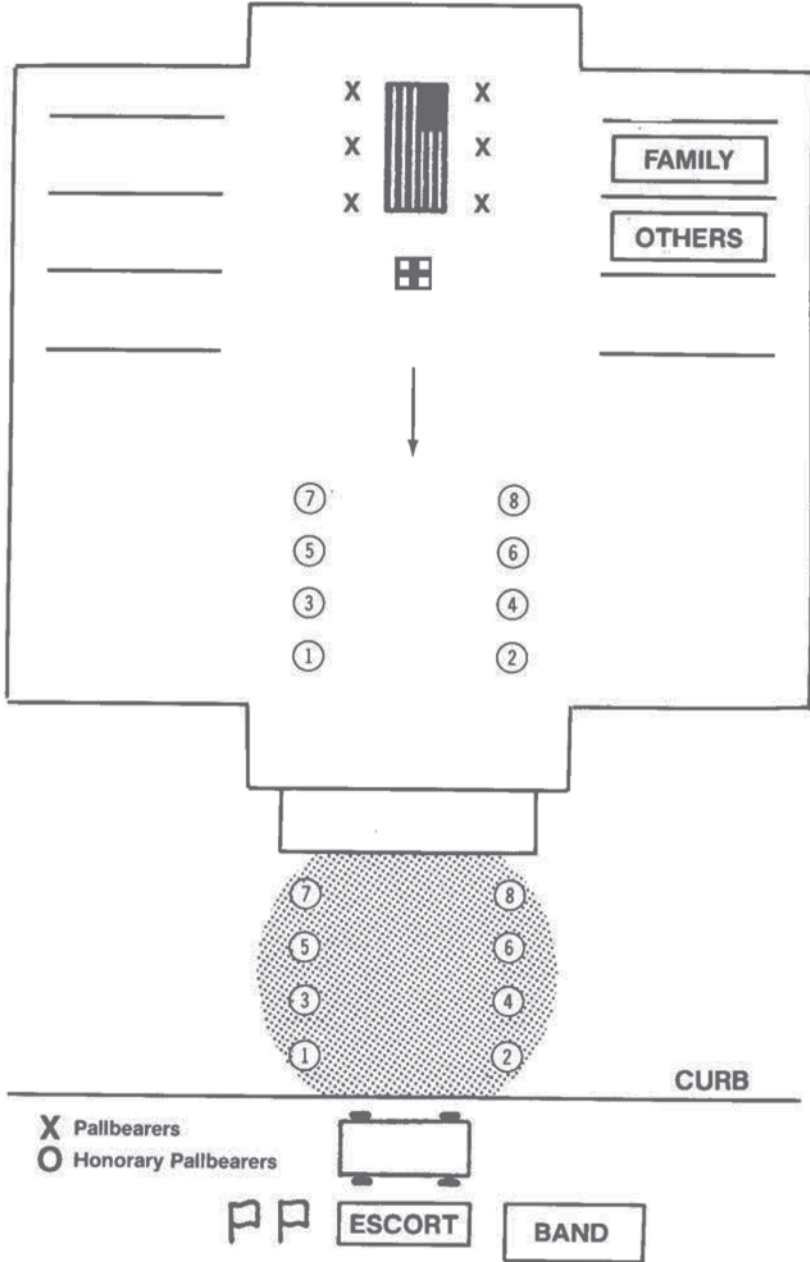 X X
FAMILY
X X
X X
OTHERS
7 8
5 6
3 4
1 2
7 8
5 6
3 4
1 2
CURB
X Pallbearers
O Honorary Pallbearers
ESCORT
BAND